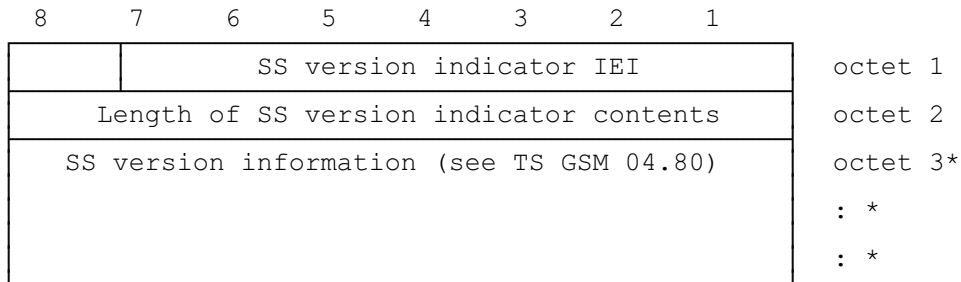 8 7 6 5 4 3 2 1
SS version indicator IEI octet 1
Length of SS version indicator contents octet 2
SS version information (see TS GSM 04.80) octet 3*
: *
: *